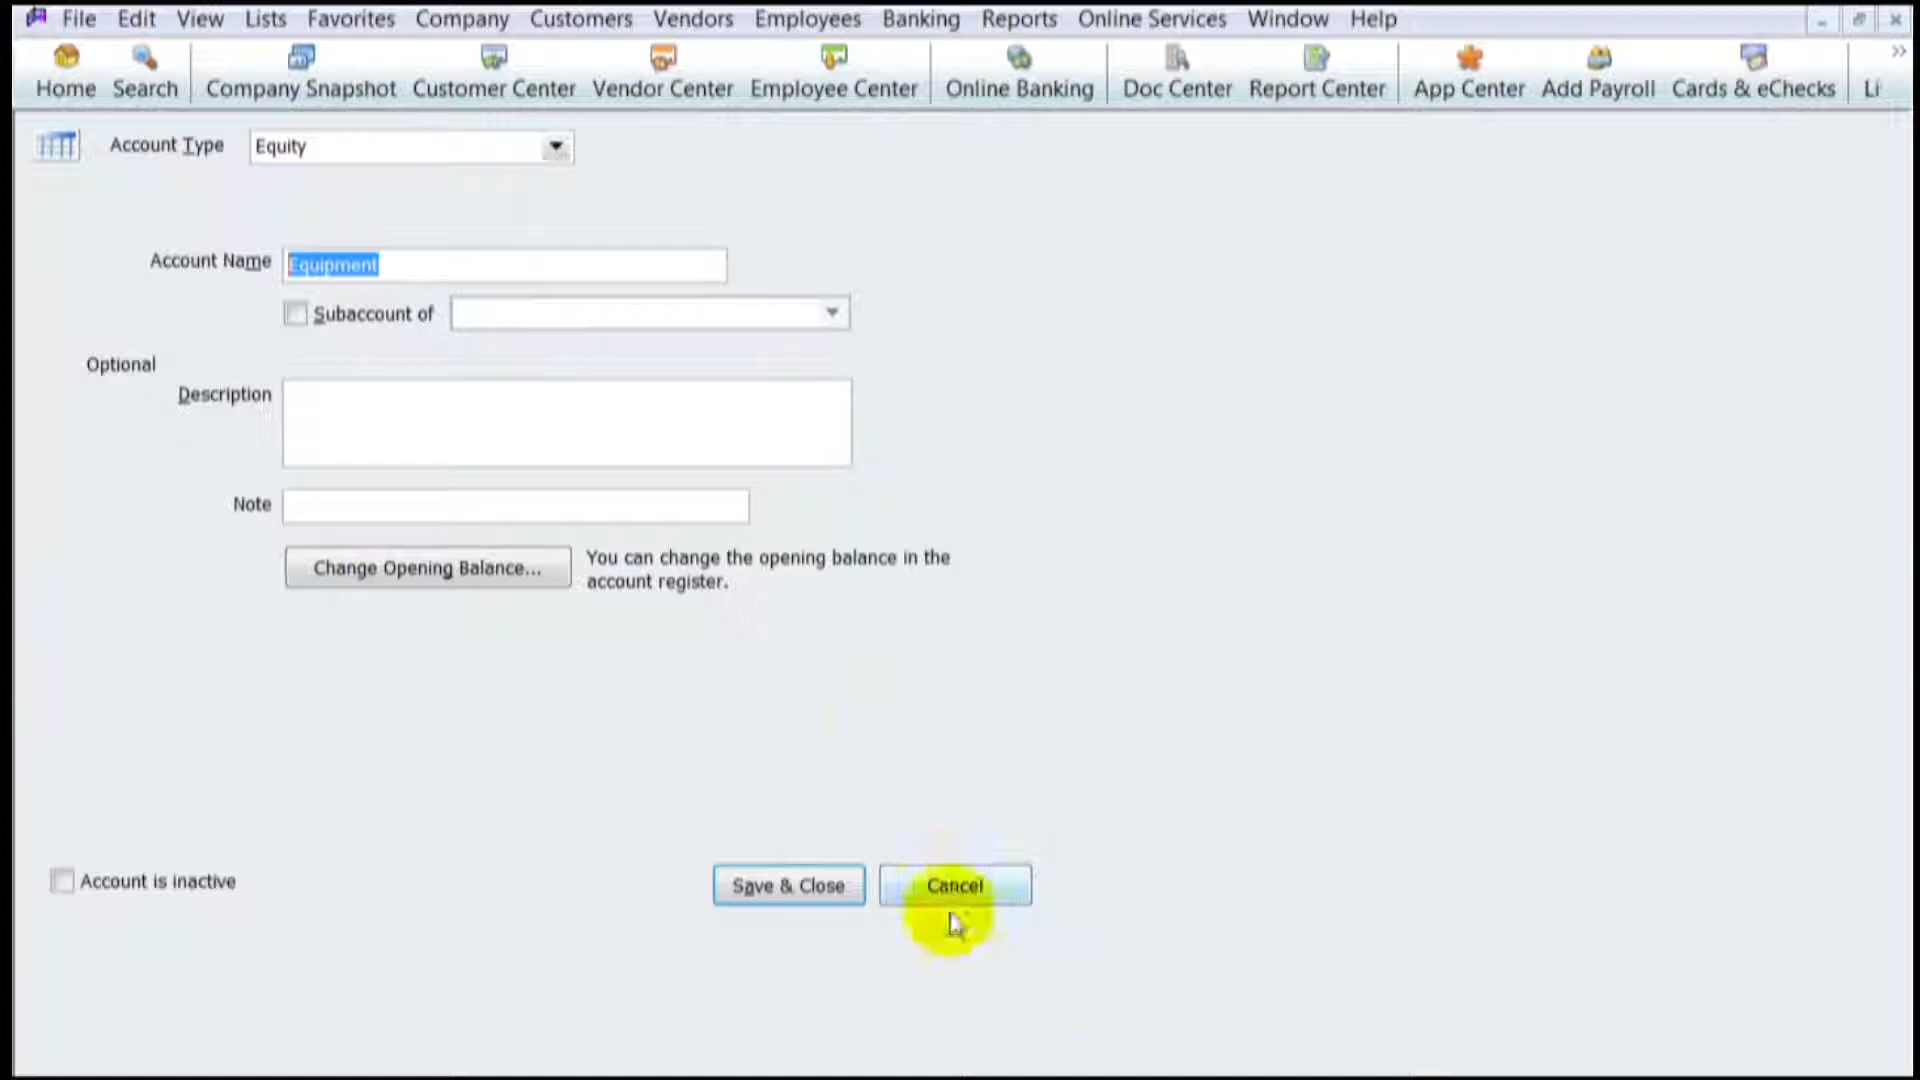 File Edit View Lists Favorites Company Customers Vendors Employees Banking Reports Online Services Window Help
Home Search Company Snapshot Customer Center Vendor Center Employee Center Online Banking Doc Center Report Center App Center Add Payroll Cards & eChecks Li
Account Type Equity
Account Name Equipment
Subaccount of
Optional
Description
Note
Change Opening Balance... You can change the opening balance in the
account register.
Account is inactive Save & Close Cancel